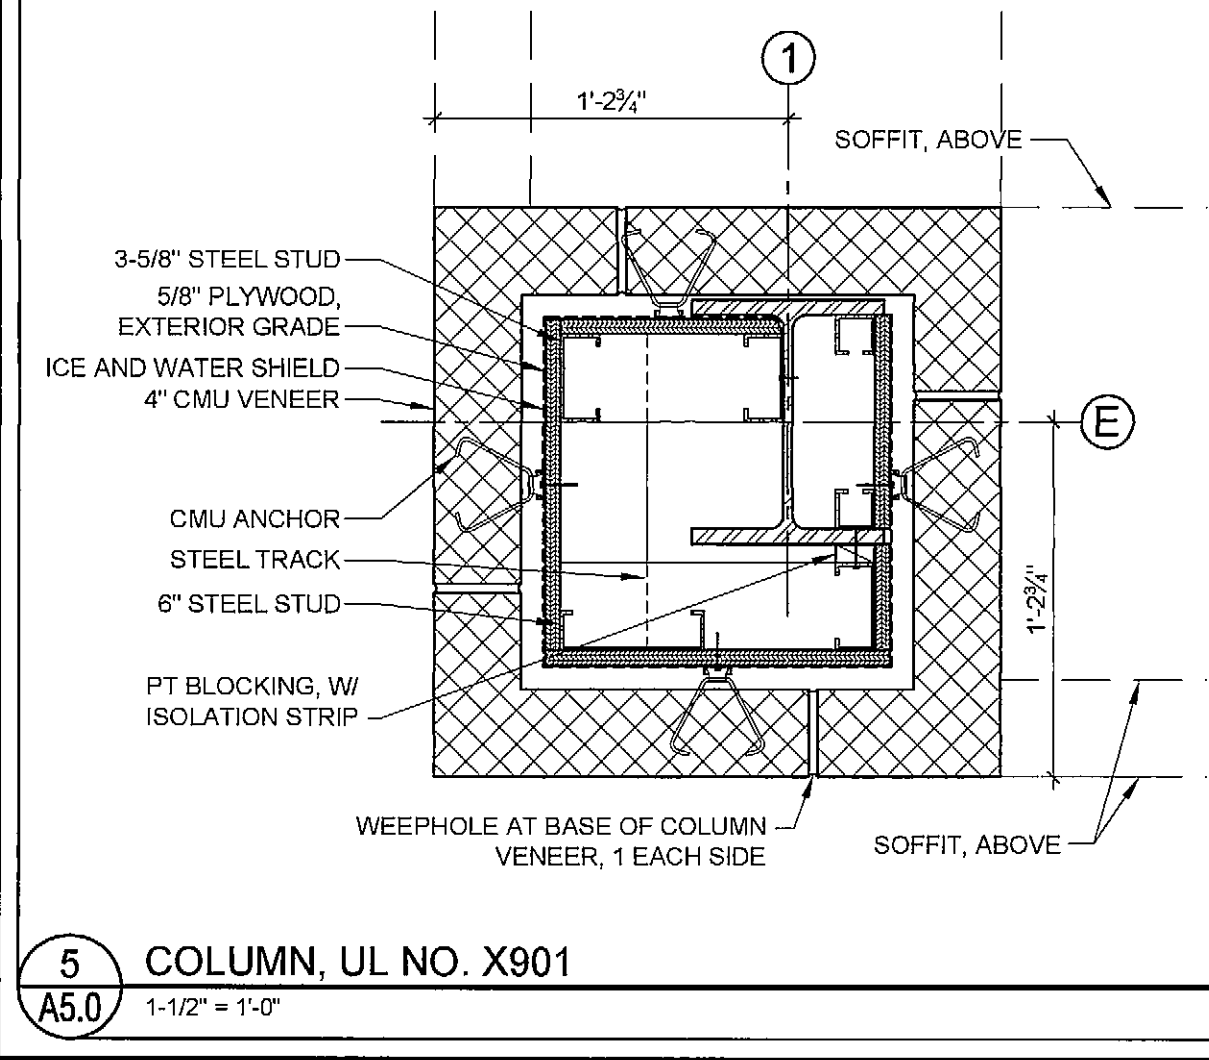 1
1'-2¾"
SOFFIT, ABOVE
3-5/8" STEEL STUD
5/8" PLYWOOD,
EXTERIOR GRADE
ICE AND WATER SHIELD
4" CMU VENEER
E
CMU ANCHOR
STEEL TRACK
6" STEEL STUD
1'-2¾"
PT BLOCKING, W/
ISOLATION STRIP
WEEPHOLE AT BASE OF COLUMN
VENEER, 1 EACH SIDE
SOFFIT, ABOVE
5
A5.0
COLUMN, UL NO. X901
1-1/2" = 1'-0"